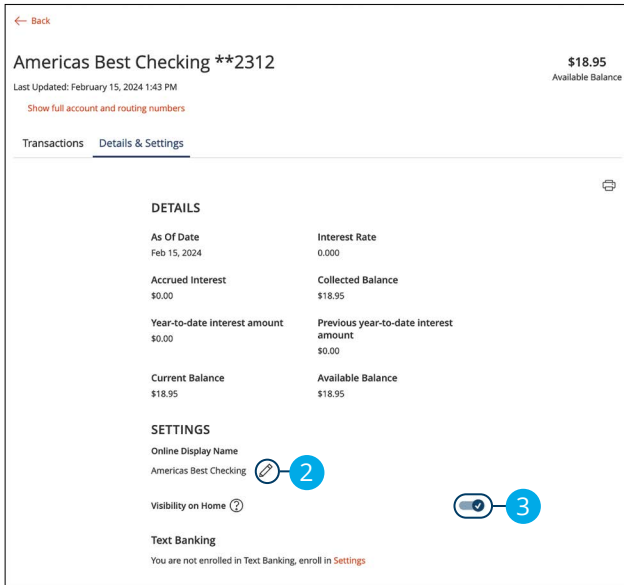 Back
Americas Best Checking **2312
$18.95
Available Balance
Last Updated: February 15, 2024 1:43 PM
Show full account and routing numbers
Transactions Details & Settings
DETAILS
As Of Date Interest Rate
Feb 15, 2024 0.000
Accrued Interest Collected Balance
$0.00 $18.95
Year-to-date interest amount Previous year-to-date interest
amount
$0.00
$0.00
Current Balance Available Balance
$18.95 $18.95
SETTINGS
Online Display Name
Americas Best Checking 2
Visibility on Home ? 3
Text Banking
You are not enrolled in Text Banking, enroll in Settings